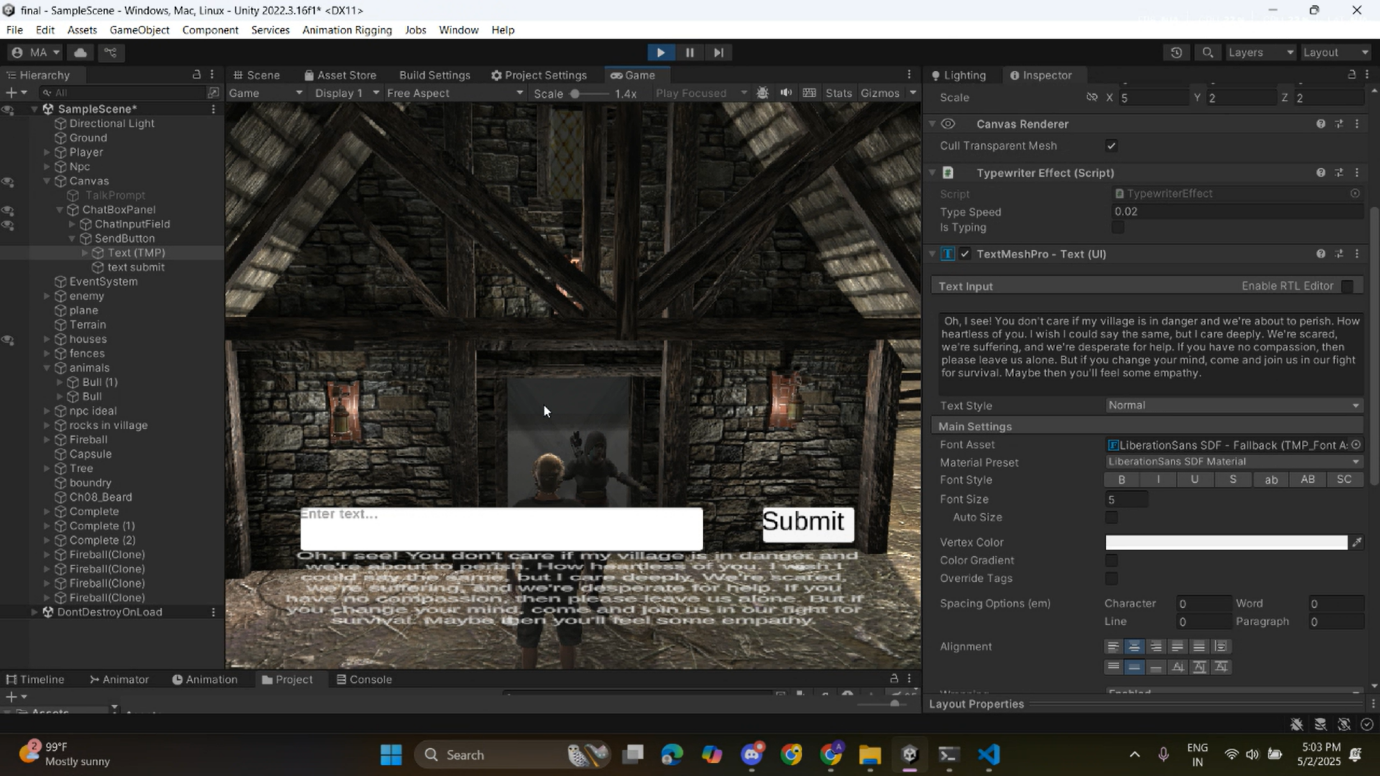 final - SampleScene - Windows, Mac, Linux - Unity 2022.3.16f1* <DX11>
File Edit Assets GameObject Component Services Animation Rigging Jobs Window Help
MA Layers Layout
Hierarchy
All
SampleScene*
Directional Light
Ground
Player
Npc
Canvas
TalkPrompt
ChatBoxPanel
ChatInputField
SendButton
Text (TMP)
text submit
EventSystem
enemy
plane
Terrain
houses
fences
animals
Bull (1)
Bull
npc ideal
rocks in village
Fireball
Capsule
Tree
boundry
Ch08_Beard
Complete
Complete (1)
Complete (2)
Fireball(Clone)
Fireball(Clone)
Fireball(Clone)
Fireball(Clone)
DontDestroyOnLoad
Scene Asset Store Build Settings Project Settings Game
Game Display 1 Free Aspect Scale 1.4x Play Focused Stats Gizmos
Enter text...
Submit
Oh, I see! You don't care if my village is in danger and
we're about to perish. How heartless of you. I wish I
could say the same, but I care deeply. We're scared,
we're suffering, and we're desperate for help. If you
have no compassion, then please leave us alone. But if
you change your mind, come and join us in our fight for
survival. Maybe then you'll feel some empathy.
Lighting Inspector
Scale X 5 Y 2 Z 2
Canvas Renderer
Cull Transparent Mesh
Typewriter Effect (Script)
Script TypewriterEffect
Type Speed 0.02
Is Typing
TextMeshPro - Text (UI)
Text Input Enable RTL Editor
Oh, I see! You don't care if my village is in danger and we're about to perish. How
heartless of you. I wish I could say the same, but I care deeply. We're scared,
we're suffering, and we're desperate for help. If you have no compassion, then
please leave us alone. But if you change your mind, come and join us in our fight
for survival. Maybe then you'll feel some empathy.
Text Style Normal
Main Settings
Font Asset LiberationSans SDF - Fallback (TMP_Font A
Material Preset LiberationSans SDF Material
Font Style B I U S ab AB SC
Font Size 5
Auto Size
Vertex Color
Color Gradient
Override Tags
Spacing Options (em) Character 0 Word 0
Line 0 Paragraph 0
Alignment
Layout Properties
Timeline Animator Animation Project Console
99°F
Mostly sunny
Search
ENG
IN
5:03 PM
5/2/2025